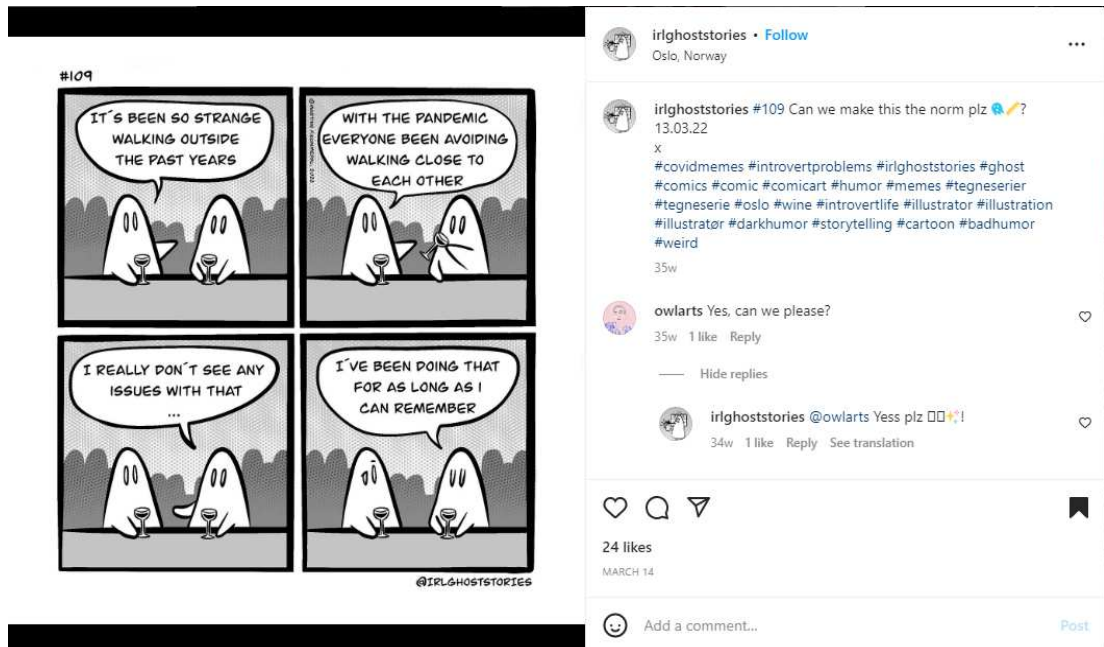 #109
IT´S BEEN SO STRANGE
WALKING OUTSIDE
THE PAST YEARS
WITH THE PANDEMIC
EVERYONE BEEN AVOIDING
WALKING CLOSE TO
EACH OTHER
I REALLY DON´T SEE ANY
ISSUES WITH THAT
...
I´VE BEEN DOING THAT
FOR AS LONG AS I
CAN REMEMBER
@IRLGHOSTSTORIES
irlghoststories • Follow
Oslo, Norway
irlghoststories #109 Can we make this the norm plz ?
13.03.22
x
#covidmemes #introvertproblems #irlghoststories #ghost
#comics #comic #comicart #humor #memes #tegneserier
#tegneserie #oslo #wine #introvertlife #illustrator #illustration
#illustratør #darkhumor #storytelling #cartoon #badhumor
#weird
35w
owlarts Yes, can we please?
35w 1 like Reply
Hide replies
irlghoststories @owlarts Yess plz !
34w 1 like Reply See translation
24 likes
MARCH 14
Add a comment...
Post